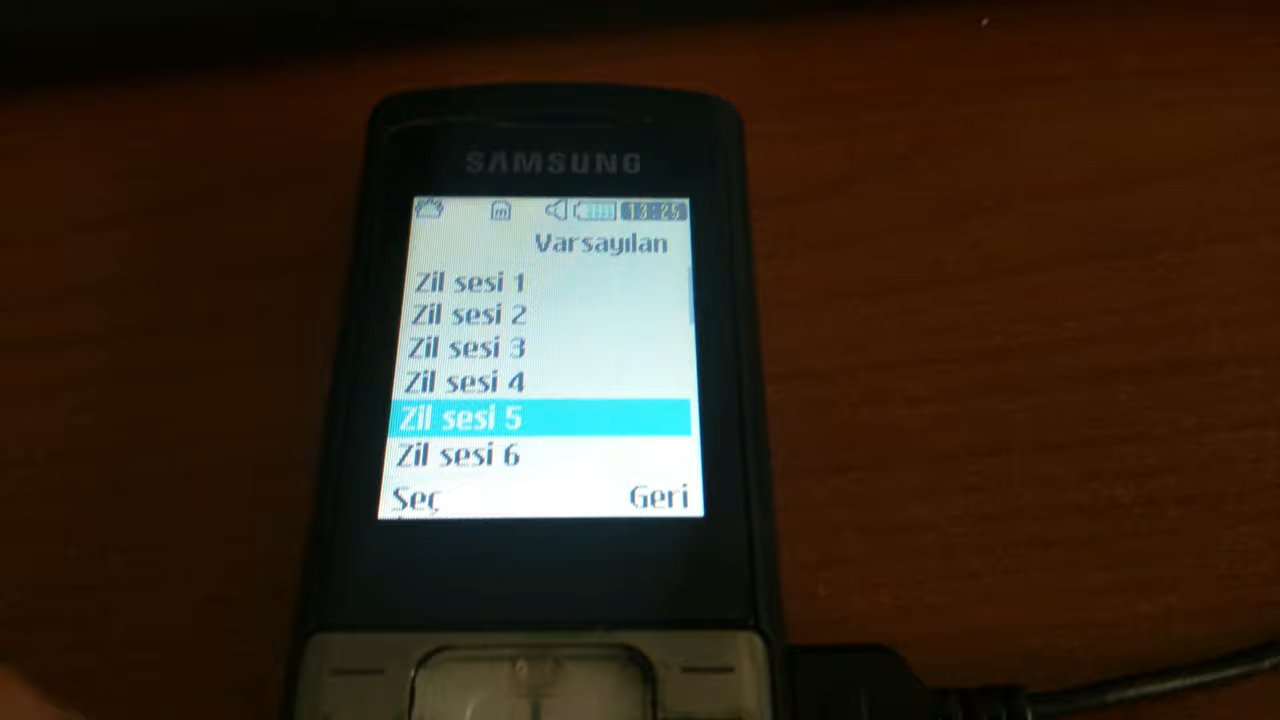 SAMSUNG
13:25
Varsayılan
Zil sesi 1
Zil sesi 2
Zil sesi 3
Zil sesi 4
Zil sesi 5
Zil sesi 6
Seç Geri